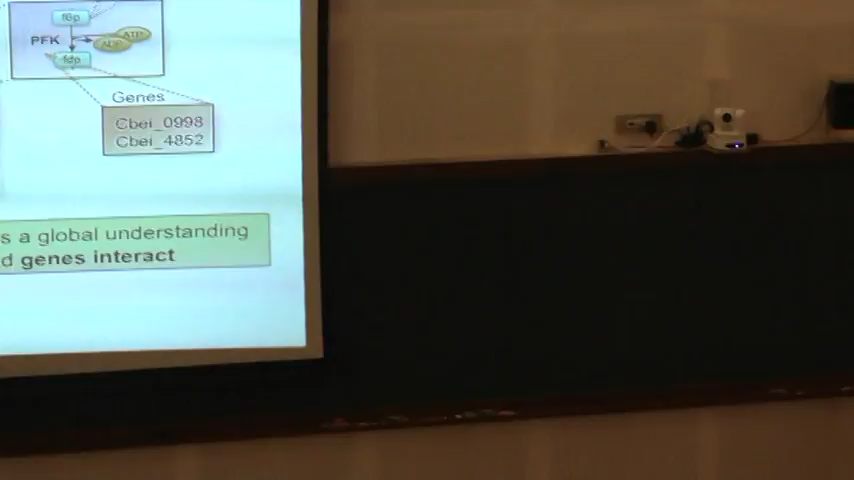 f6p
PFK
ATP
ADP
fdp
Genes
Cbei_0998
Cbei_4852
s a global understanding
d genes interact